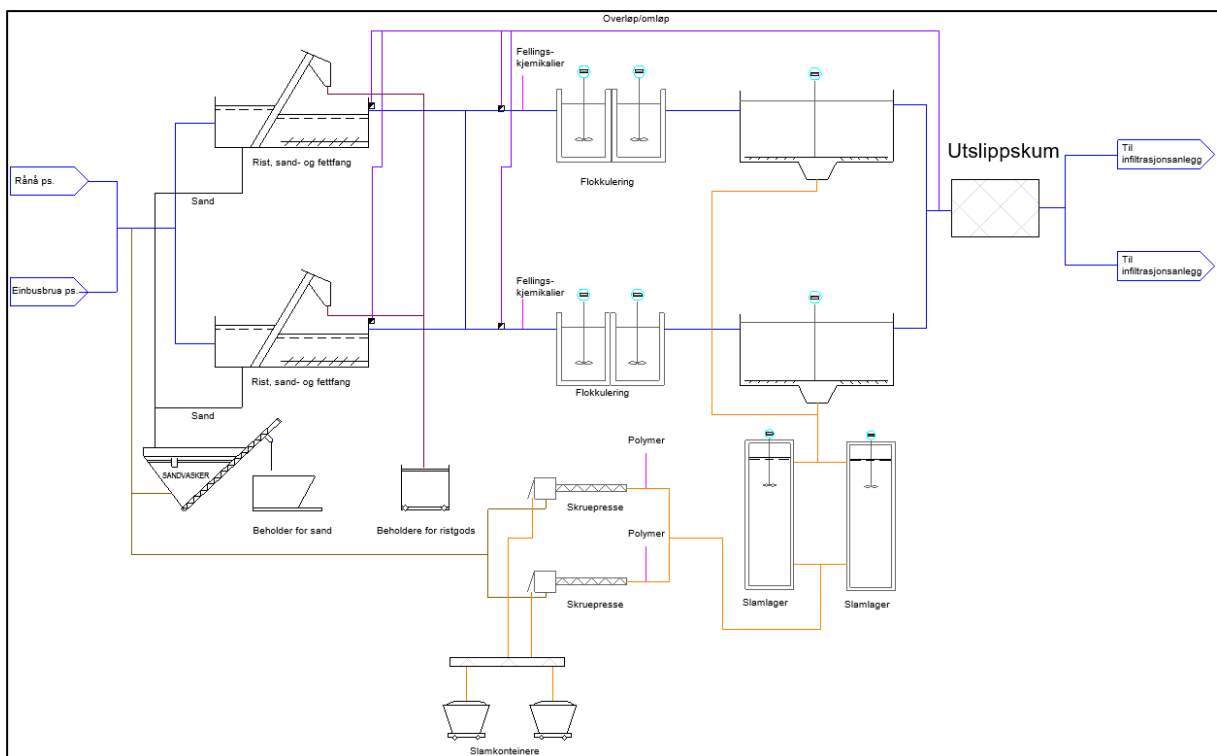 Overløp/omløp
Fellings-
kjemikalier
Rist, sand- og fettfang
Flokkulering
Utslippskum
Til
infiltrasjonsanlegg
Rånå ps.
Sand
Til
infiltrasjonsanlegg
Einbusbrua ps.
Fellings-
kjemikalier
Rist, sand- og fettfang
Flokkulering
Sand
SANDVASKER
Beholder for sand
Beholdere for ristgods
Polymer
Skruepresse
Polymer
Skruepresse
Slamlager
Slamlager
Slamkonteinere